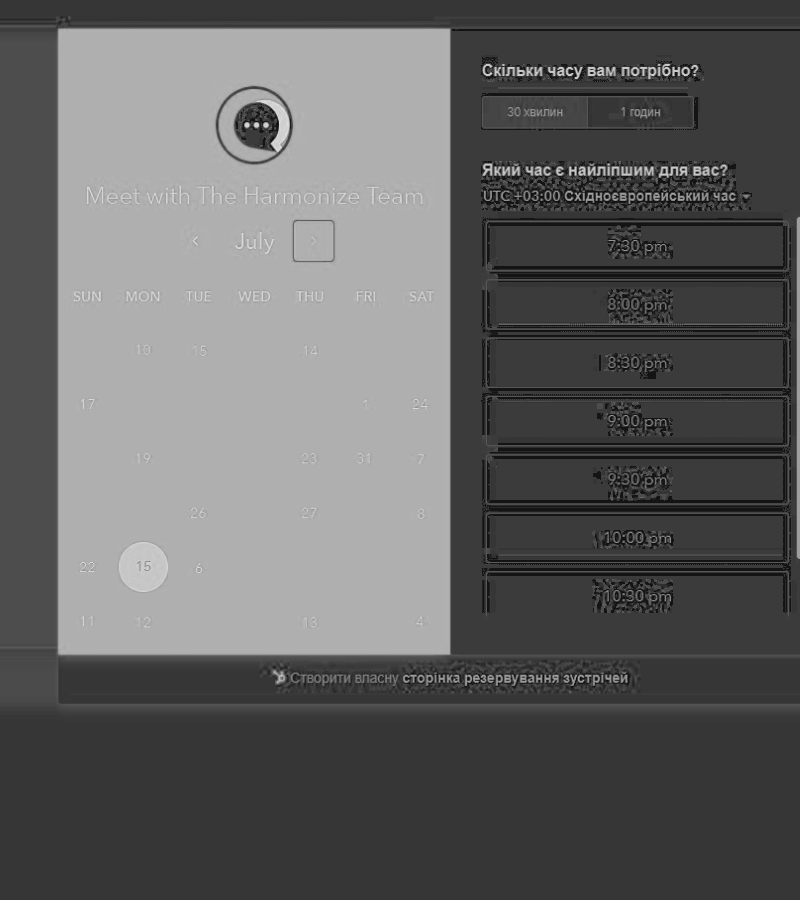 Meet with The Harmonize Team
July
SUN MON TUE WED THU FRI SAT
10 15 14
17 1 24
19 23 31 7
26 27 8
22 15 6
11 12 13 4
Скільки часу вам потрібно?
30 хвилин 1 годин
Який час є найліпшим для вас?
UTC +03:00 Східноєвропейський час
7:30 pm
8:00 pm
8:30 pm
9:00 pm
9:30 pm
10:00 pm
10:30 pm
Створити власну сторінка резервування зустрічей